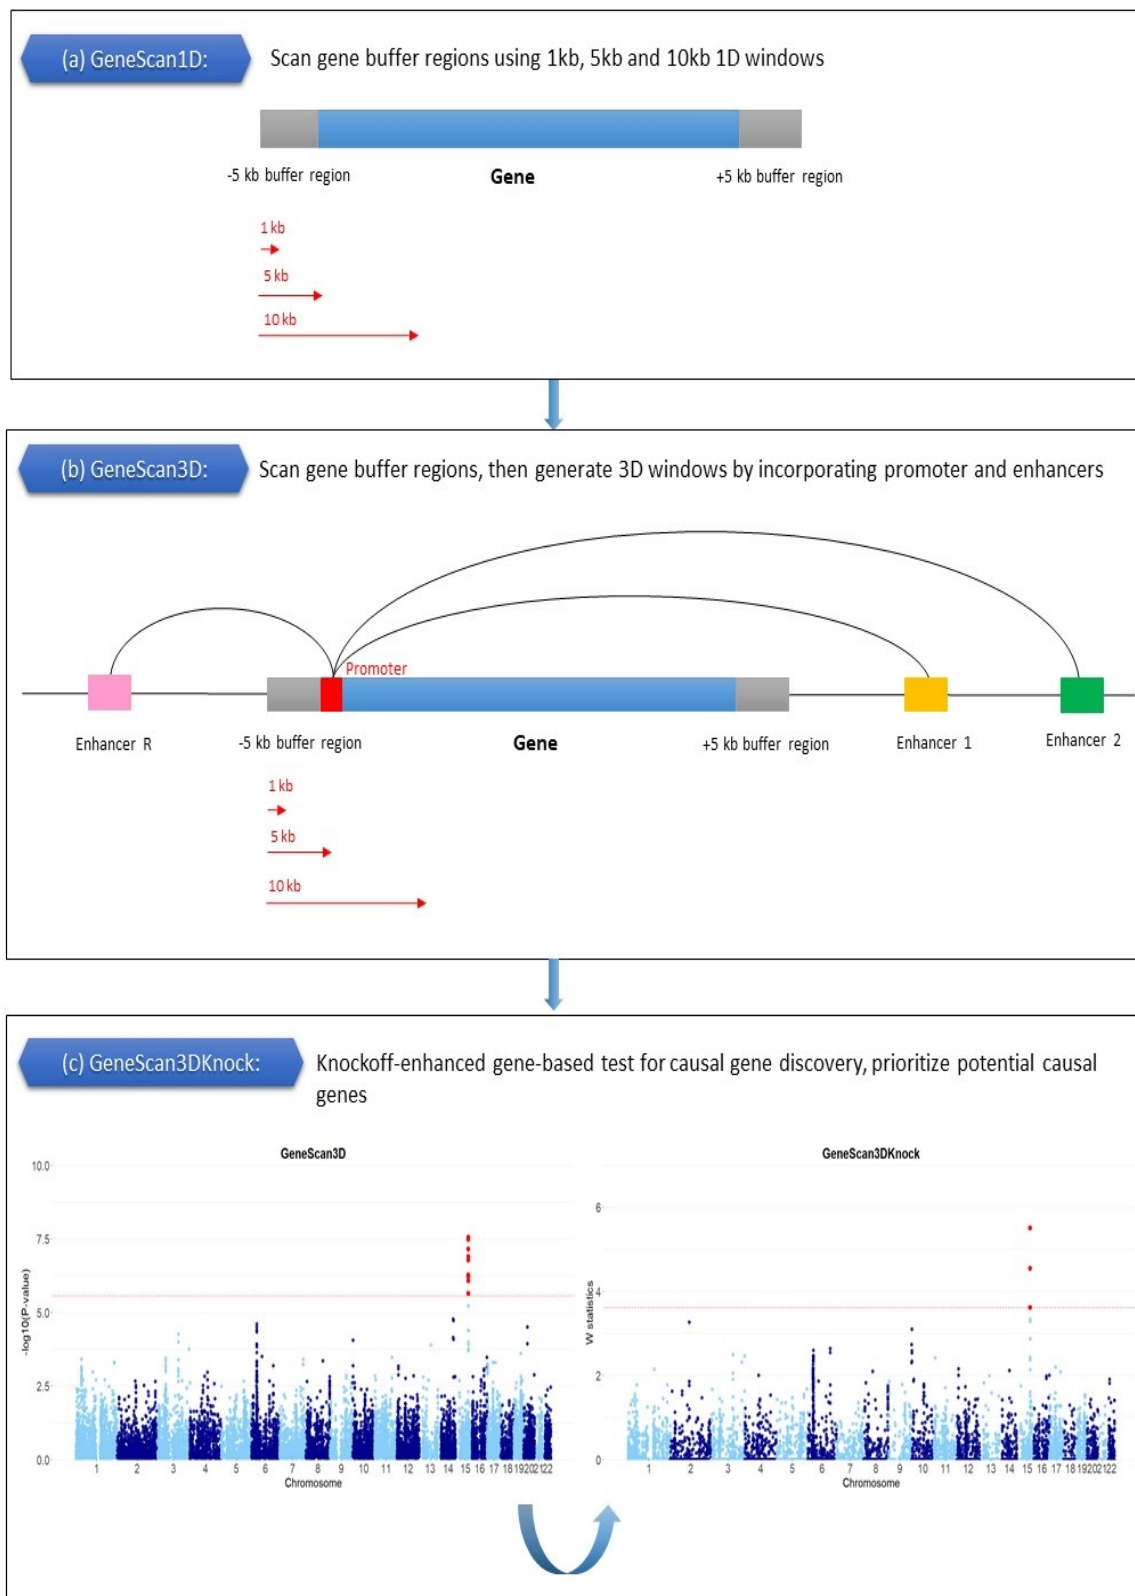 (a) GeneScan1D:
Scan gene buffer regions using 1kb, 5kb and 10kb 1D windows
-5 kb buffer region
Gene
+5 kb buffer region
1 kb
5 kb
10 kb
(b) GeneScan3D:
Scan gene buffer regions, then generate 3D windows by incorporating promoter and enhancers
Promoter
Enhancer R
-5 kb buffer region
Gene
+5 kb buffer region
Enhancer 1
Enhancer 2
1 kb
5 kb
10 kb
(c) GeneScan3DKnock:
Knockoff-enhanced gene-based test for causal gene discovery, prioritize potential causal
genes
GeneScan3D
10.0
7.5
5.0
2.5
0.0
-log10(P-value)
1 2 3 4 5 6 7 8 9 10 11 12 13 14 15 16 17 18 19 20 21 22
Chromosome
GeneScan3DKnock
6
4
2
0
W statistics
1 2 3 4 5 6 7 8 9 10 11 12 13 14 15 16 17 18 19 20 21 22
Chromosome